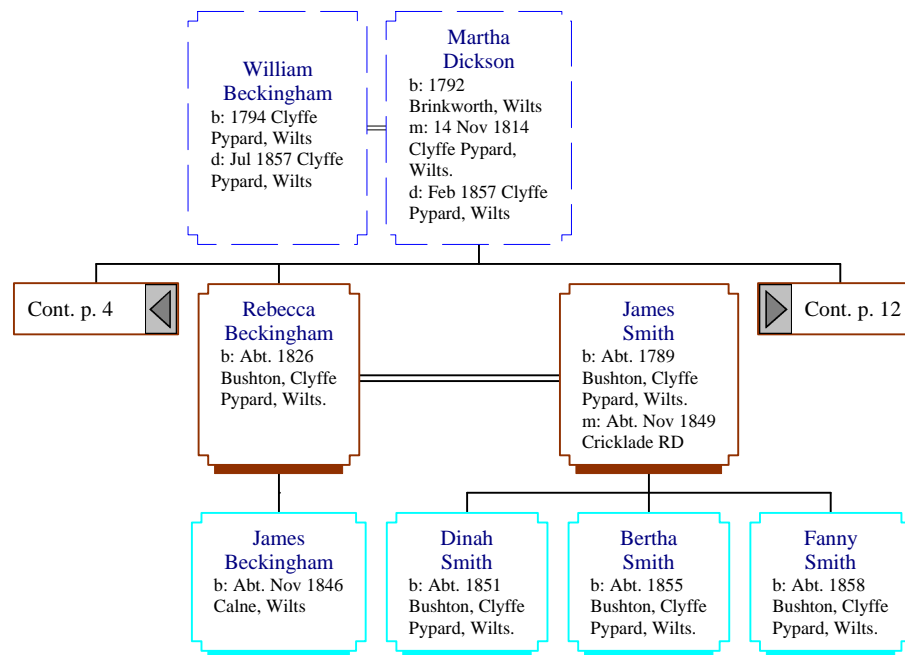 William
Beckingham
b: 1794 Clyffe
Pypard, Wilts
d: Jul 1857 Clyffe
Pypard, Wilts
Martha
Dickson
b: 1792
Brinkworth, Wilts
m: 14 Nov 1814
Clyffe Pypard,
Wilts.
d: Feb 1857 Clyffe
Pypard, Wilts
Cont. p. 4
Rebecca
Beckingham
b: Abt. 1826
Bushton, Clyffe
Pypard, Wilts.
James
Smith
b: Abt. 1789
Bushton, Clyffe
Pypard, Wilts.
m: Abt. Nov 1849
Cricklade RD
Cont. p. 12
James
Beckingham
b: Abt. Nov 1846
Calne, Wilts
Dinah
Smith
b: Abt. 1851
Bushton, Clyffe
Pypard, Wilts.
Bertha
Smith
b: Abt. 1855
Bushton, Clyffe
Pypard, Wilts.
Fanny
Smith
b: Abt. 1858
Bushton, Clyffe
Pypard, Wilts.